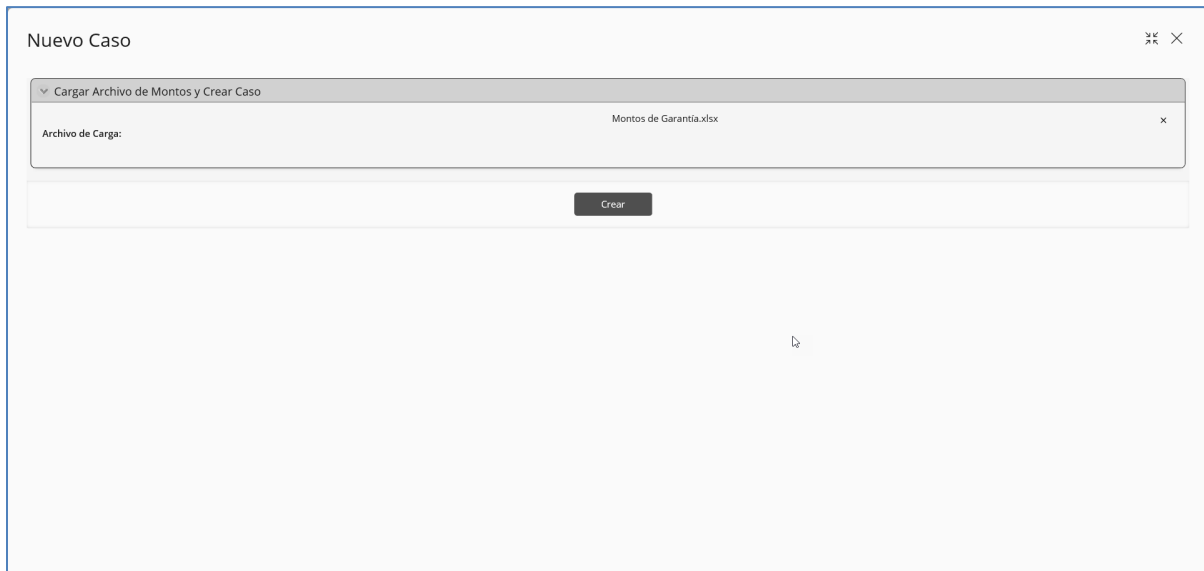 Nuevo Caso
Cargar Archivo de Montos y Crear Caso
Montos de Garantía.xlsx
Archivo de Carga:
Crear